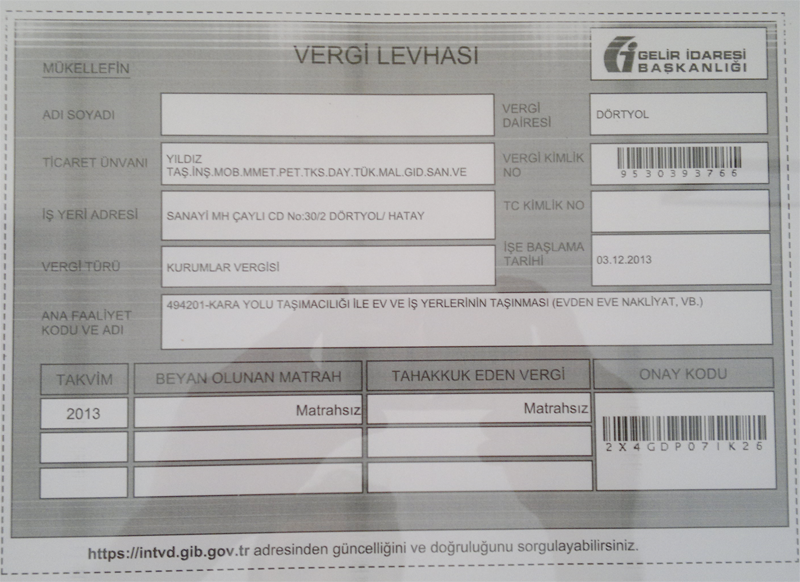 VERGİ LEVHASI
GELİR İDARESİ
BAŞKANLIĞI
MÜKELLEFİN
ADI SOYADI
VERGİ
DAİRESİ
DÖRTYOL
TİCARET ÜNVANI
YILDIZ
TAŞ.İNŞ.MOB.MMET.PET.TKS.DAY.TÜK.MAL.GID.SAN.VE
VERGİ KİMLİK
NO
9530393766
İŞ YERİ ADRESİ
SANAYİ MH ÇAYLI CD No:30/2 DÖRTYOL/ HATAY
TC KİMLİK NO
VERGİ TÜRÜ
KURUMLAR VERGİSİ
İŞE BAŞLAMA
TARİHİ
03.12.2013
ANA FAALİYET
KODU VE ADI
494201-KARA YOLU TAŞIMACILIĞI İLE EV VE İŞ YERLERİNİN TAŞINMASI (EVDEN EVE NAKLİYAT, VB.)
TAKVİM BEYAN OLUNAN MATRAH TAHAKKUK EDEN VERGİ ONAY KODU
2013 Matrahsız Matrahsız
2X4GDP07IK26
https://intvd.gib.gov.tr adresinden güncelliğini ve doğruluğunu sorgulayabilirsiniz.